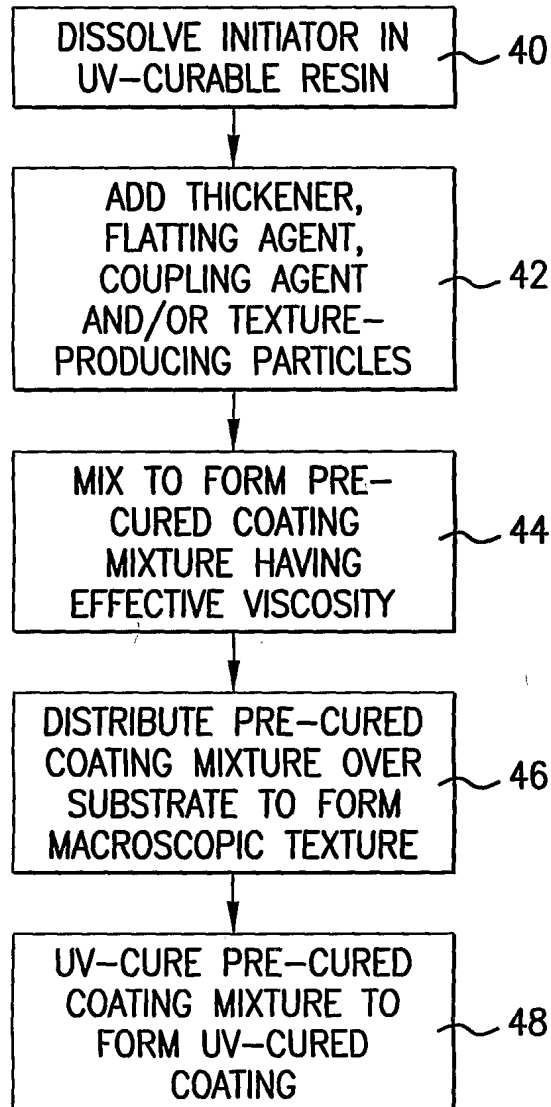 DISSOLVE INITIATOR IN
UV-CURABLE RESIN
40
ADD THICKENER,
FLATTING AGENT,
COUPLING AGENT
AND/OR TEXTURE-
PRODUCING PARTICLES
42
MIX TO FORM PRE-
CURED COATING
MIXTURE HAVING
EFFECTIVE VISCOSITY
44
DISTRIBUTE PRE-CURED
COATING MIXTURE OVER
SUBSTRATE TO FORM
MACROSCOPIC TEXTURE
46
UV-CURE PRE-CURED
COATING MIXTURE TO
FORM UV-CURED
COATING
48